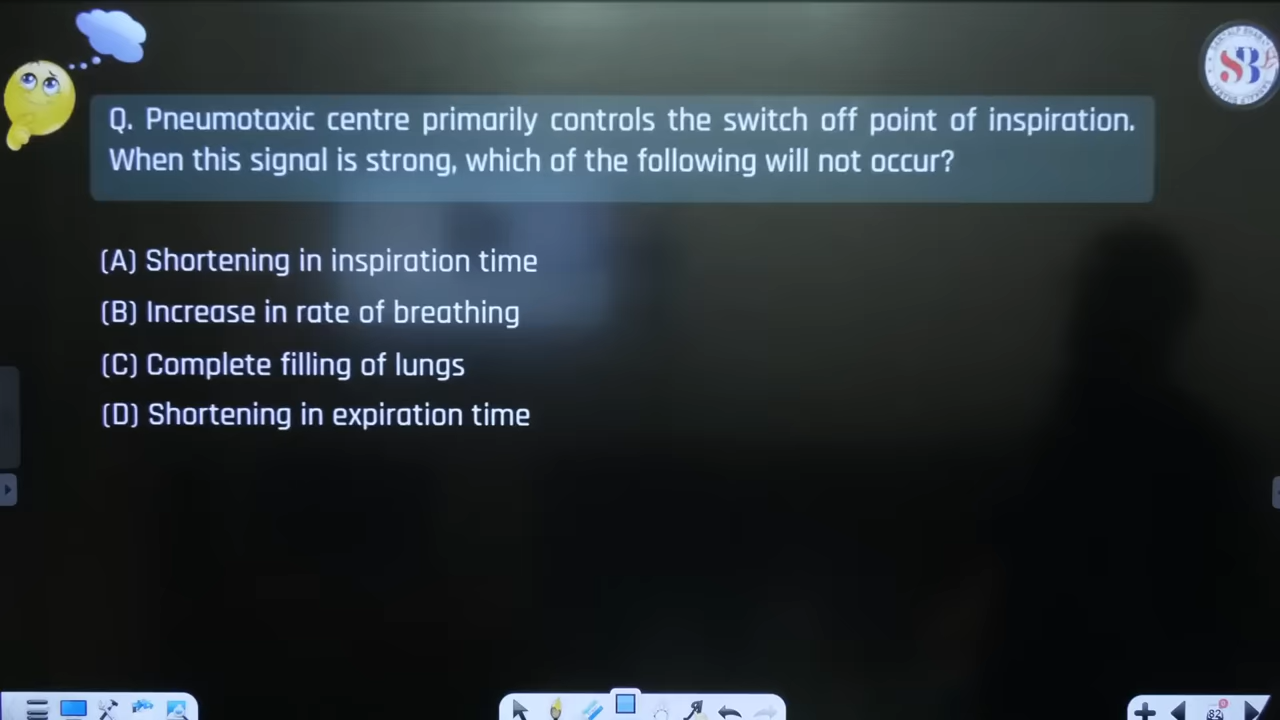 Q. Pneumotaxic centre primarily controls the switch off point of inspiration.
When this signal is strong, which of the following will not occur?
(A) Shortening in inspiration time
(B) Increase in rate of breathing
(C) Complete filling of lungs
(D) Shortening in expiration time
SB
82